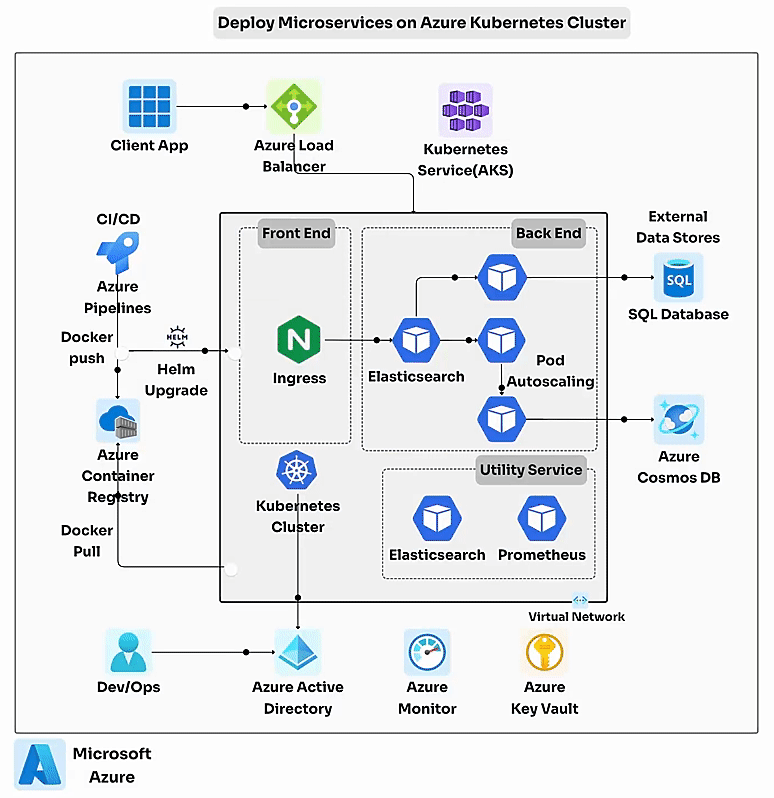 Deploy Microservices on Azure Kubernetes Cluster
Client App
Azure Load
Balancer
Kubernetes
Service(AKS)
CI/CD
Azure
Pipelines
Docker
push
HELM
Helm
Upgrade
Azure
Container
Registry
Docker
Pull
Front End
N
Ingress
Back End
Elasticsearch
Pod
Autoscaling
External
Data Stores
SQL
SQL Database
Azure
Cosmos DB
Kubernetes
Cluster
Utility Service
Elasticsearch
Prometheus
Virtual Network
Dev/Ops
Azure Active
Directory
Azure
Monitor
Azure
Key Vault
Microsoft
Azure